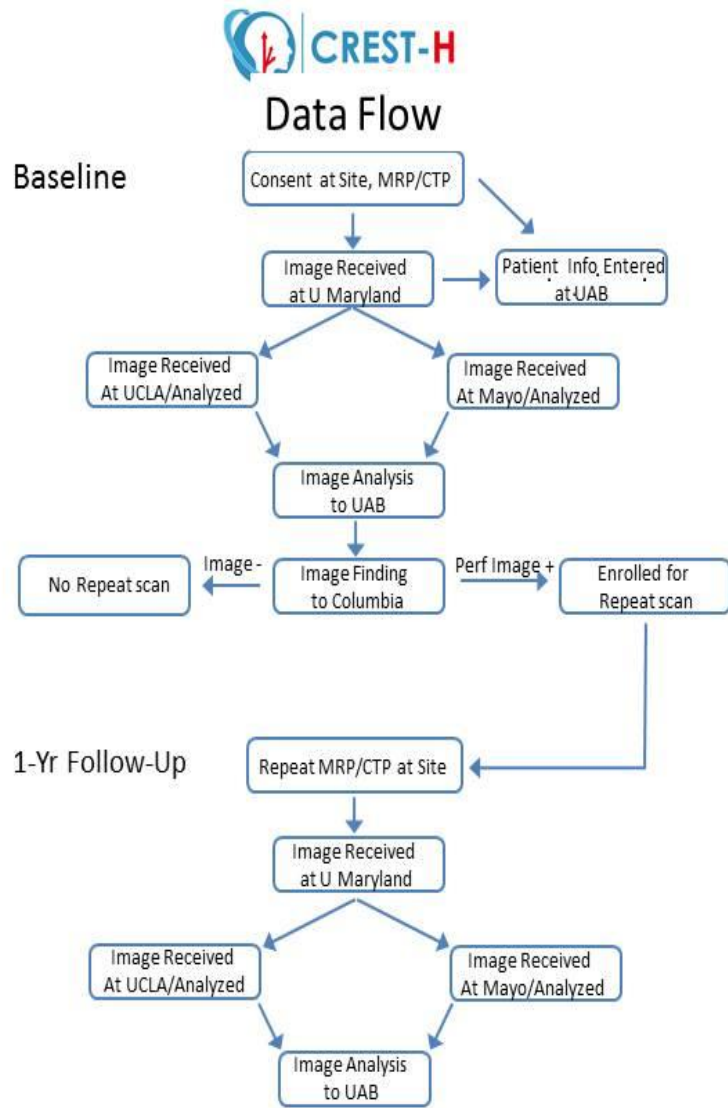 CREST-H
Data Flow
Baseline
Consent at Site, MRP/CTP
Image Received
at U Maryland
Patient Info. Entered
at UAB
Image Received
At UCLA/Analyzed
Image Received
At Mayo/Analyzed
Image Analysis
to UAB
Image -
Perf Image +
No Repeat scan
Image Finding
to Columbia
Enrolled for
Repeat scan
1-Yr Follow-Up
Repeat MRP/CTP at Site
Image Received
at U Maryland
Image Received
At UCLA/Analyzed
Image Received
At Mayo/Analyzed
Image Analysis
to UAB